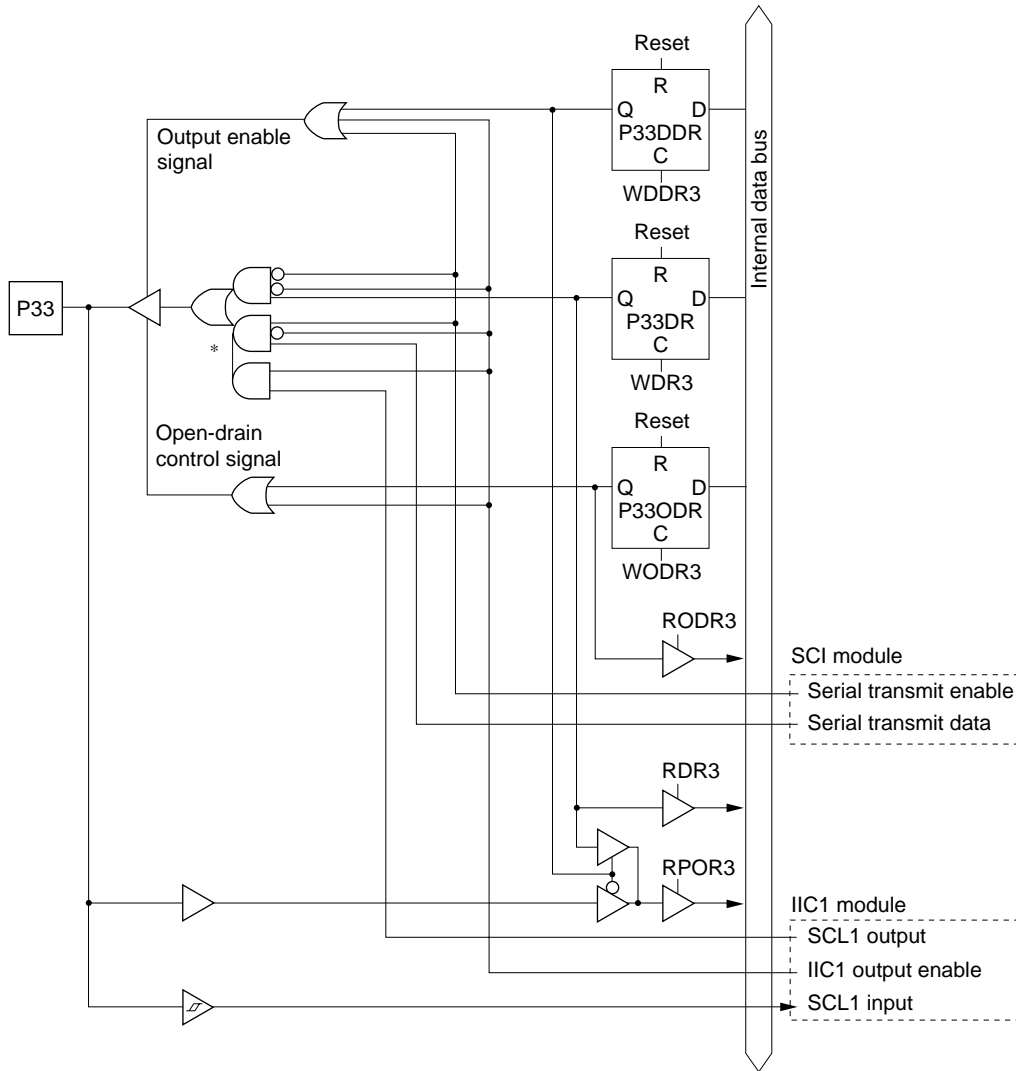 Reset
R
Q D
P33DDR
C
WDDR3
Output enable
signal
Internal data bus
Reset
R
Q D
P33DR
C
WDR3
P33
*
Open-drain
control signal
Reset
R
Q D
P33ODR
C
WODR3
RODR3
SCI module
Serial transmit enable
Serial transmit data
RDR3
RPOR3
IIC1 module
SCL1 output
IIC1 output enable
SCL1 input